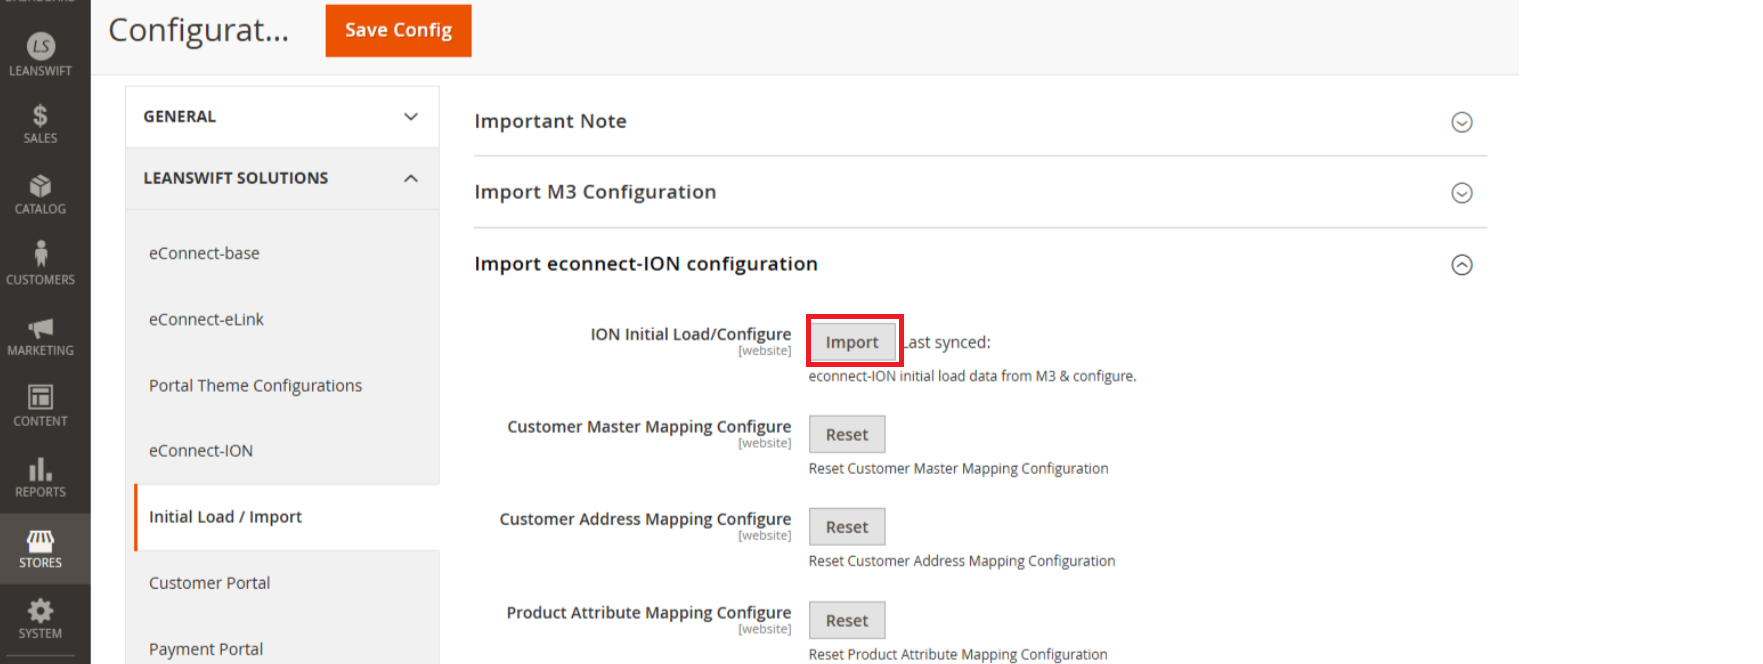 DASHBOARD
LS
LEANSWIFT
$
SALES
CATALOG
CUSTOMERS
MARKETING
CONTENT
REPORTS
STORES
SYSTEM
Configurat...
Save Config
GENERAL
LEANSWIFT SOLUTIONS
eConnect-base
eConnect-eLink
Portal Theme Configurations
eConnect-ION
Initial Load / Import
Customer Portal
Payment Portal
Important Note
Import M3 Configuration
Import econnect-ION configuration
ION Initial Load/Configure
[website]
Import
Last synced:
econnect-ION initial load data from M3 & configure.
Customer Master Mapping Configure
[website]
Reset
Reset Customer Master Mapping Configuration
Customer Address Mapping Configure
[website]
Reset
Reset Customer Address Mapping Configuration
Product Attribute Mapping Configure
[website]
Reset
Reset Product Attribute Mapping Configuration